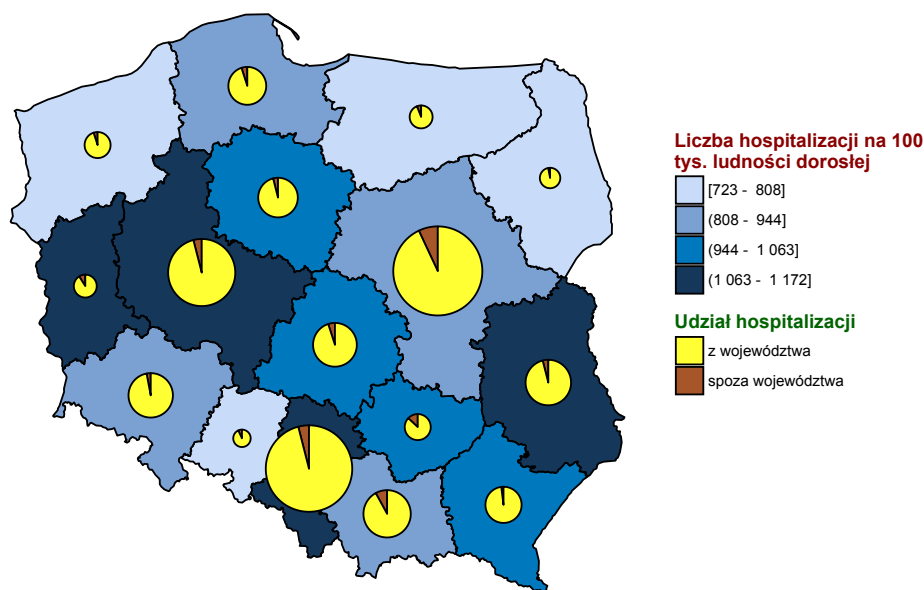 Liczba hospitalizacji na 100
tys. ludności dorosłej
[723 - 808]
(808 - 944]
(944 - 1 063]
(1 063 - 1 172]
Udział hospitalizacji
z województwa
spoza województwa